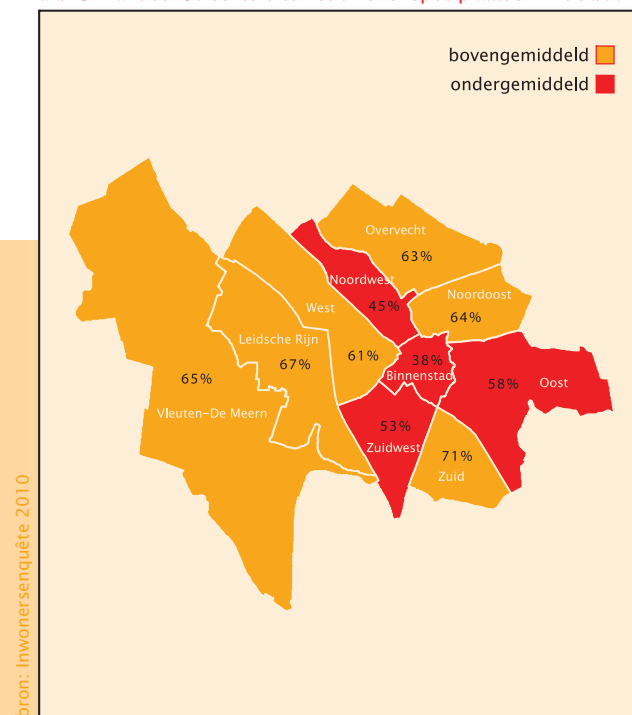 bovengemiddeld
ondergemiddeld
Overvecht
63%
Noordwest
45%
Noordoost
64%
West
61%
Leidsche Rijn
67%
38%
Binnenstad
58%
Oost
65%
Vleuten-De Meern
53%
Zuidwest
71%
Zuid
bron: Inwonersenquête 2010